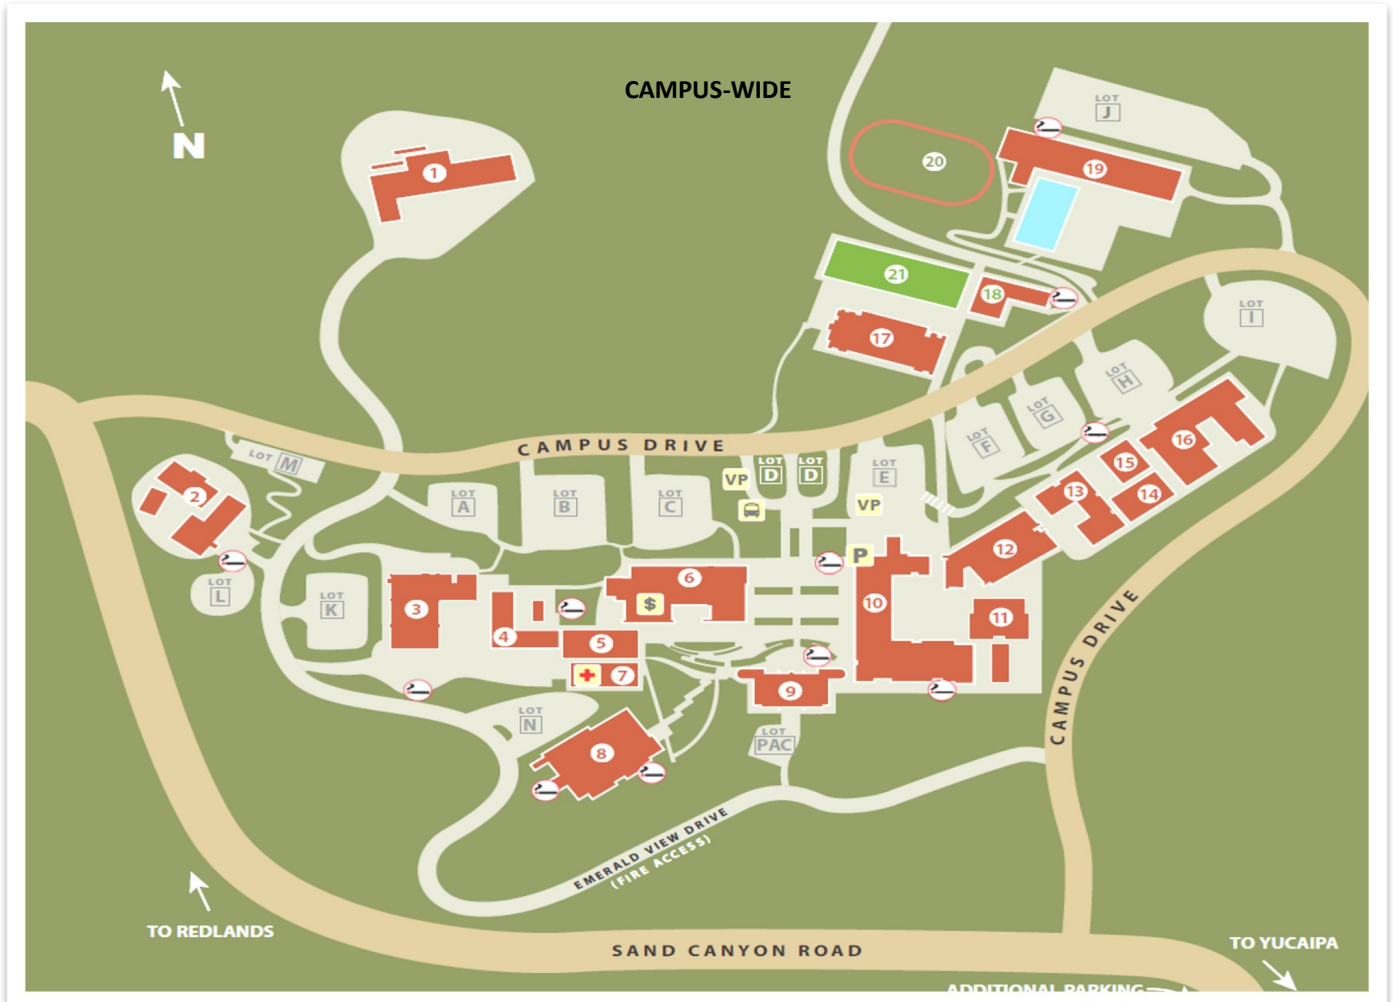 CAMPUS-WIDE
N
LOT
J
1
20
19
21
18
LOT
I
17
LOT
H
LOT
G
LOT
F
CAMPUS DRIVE
16
LOT
M
LOT
D
LOT
D
15
2
LOT
A
LOT
B
LOT
C
VP
LOT
E
VP
13
14
12
P
LOT
L
LOT
K
3
6
$
10
11
4
5
7
CAMPUS DRIVE
9
LOT
N
LOT
PAC
8
EMERALD VIEW DRIVE
(FIRE ACCESS)
TO REDLANDS
SAND CANYON ROAD
TO YUCAIPA
ADDITIONAL PARKING